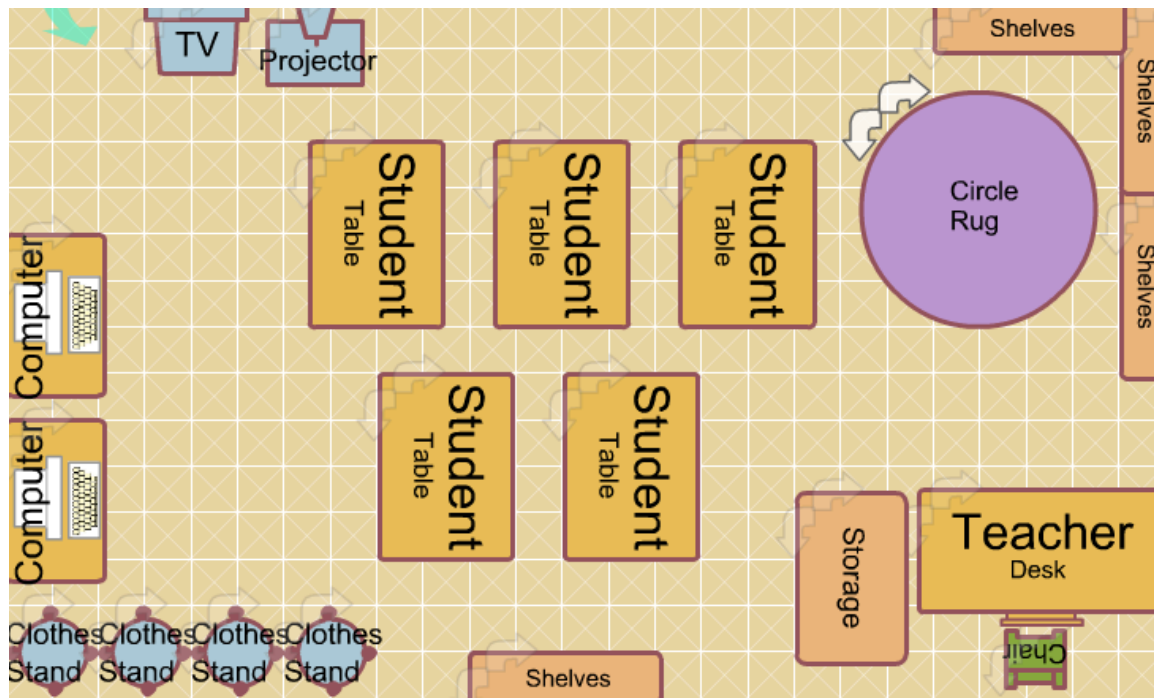 TV
Projector
Shelves
Shelves
Student
Table
Student
Table
Student
Table
Circle
Rug
Shelves
Computer
Student
Table
Student
Table
Computer
Storage
Teacher
Desk
Clothes
Stand
Clothes
Stand
Clothes
Stand
Clothes
Stand
Chair
Shelves